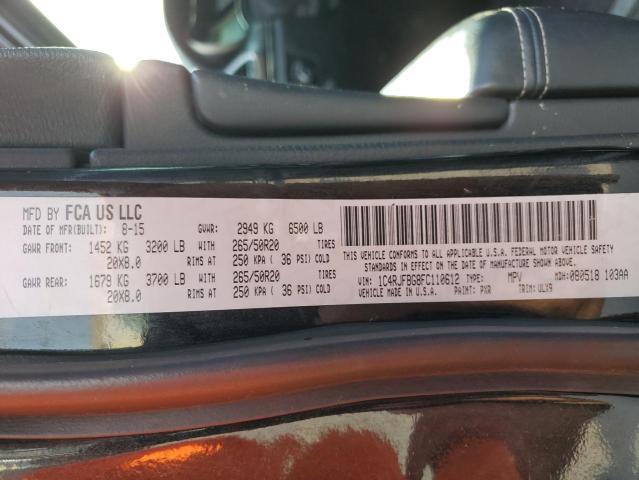 MFD BY FCA US LLC
DATE OF MFR(BUILT): 8-15 GVWR: 2949 KG 6500 LB
GAWR FRONT: 1452 KG 3200 LB WITH 265/50R20 TIRES
20X8.0 RIMS AT 250 KPA ( 36 PSI) COLD
GAWR REAR: 1679 KG 3700 LB WITH 265/50R20 TIRES
20X8.0 RIMS AT 250 KPA ( 36 PSI) COLD
THIS VEHICLE CONFORMS TO ALL APPLICABLE U.S.A. FEDERAL MOTOR VEHICLE SAFETY
STANDARDS IN EFFECT ON THE DATE OF MANUFACTURE SHOWN ABOVE
VIN: 1C4RJFBG8FC110612 TYPE: MPV MDH: 080518 103AA
VEHICLE MADE IN U.S.A. PAINT: PXR TRIM: VLX9